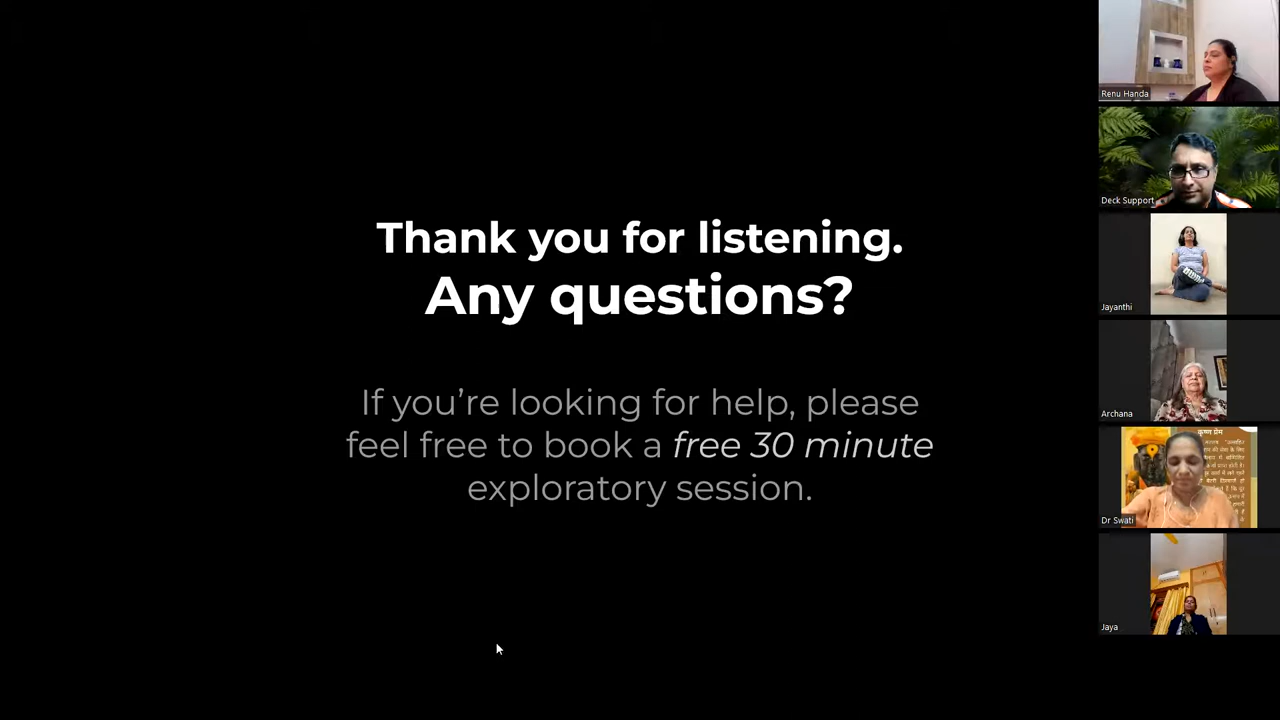 Thank you for listening.
Any questions?
If you’re looking for help, please
feel free to book a free 30 minute
exploratory session.
Renu Handa
Deck Support
Jayanthi
Archana
कृष्ण प्रेम
Dr Swati
Jaya